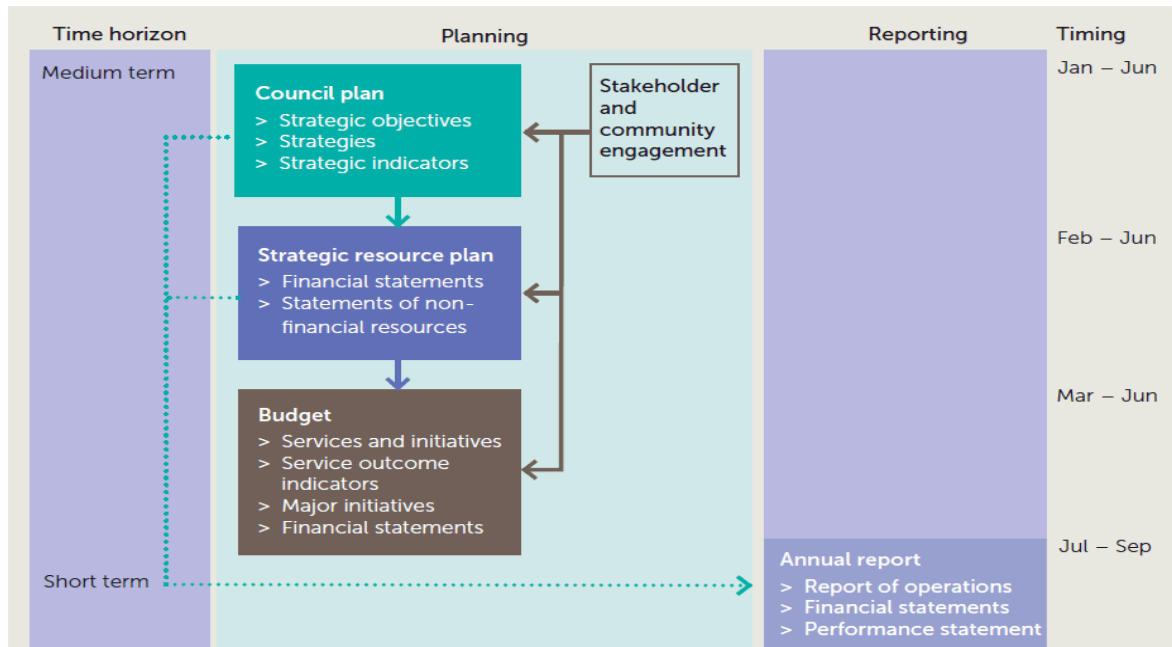 Time horizon
Planning
Reporting
Timing
Medium term
Jan – Jun
Council plan
> Strategic objectives
> Strategies
> Strategic indicators
Stakeholder
and
community
engagement
Feb – Jun
Strategic resource plan
> Financial statements
> Statements of non-
financial resources
Mar – Jun
Budget
> Services and initiatives
> Service outcome
indicators
> Major initiatives
> Financial statements
Jul – Sep
Short term
Annual report
> Report of operations
> Financial statements
> Performance statement